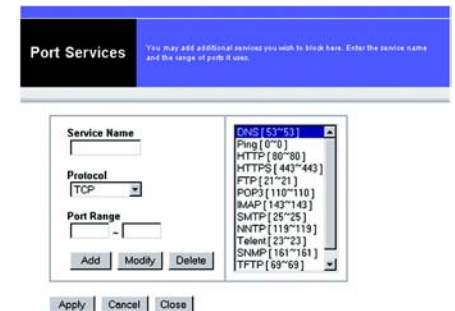 Port Services
You may add additional services you wish to block here. Enter the service name
and the range of ports it uses.
Service Name
Protocol
TCP
Port Range
~
Add Modify Delete
DNS [ 53~53 ]
Ping [ 0~0 ]
HTTP [ 80~80 ]
HTTPS [ 443~443 ]
FTP [ 21~21 ]
POP3 [ 110~110 ]
IMAP [ 143~143 ]
SMTP [ 25~25 ]
NNTP [ 119~119 ]
Telent [ 23~23 ]
SNMP [ 161~161 ]
TFTP [ 69~69 ]
Apply Cancel Close